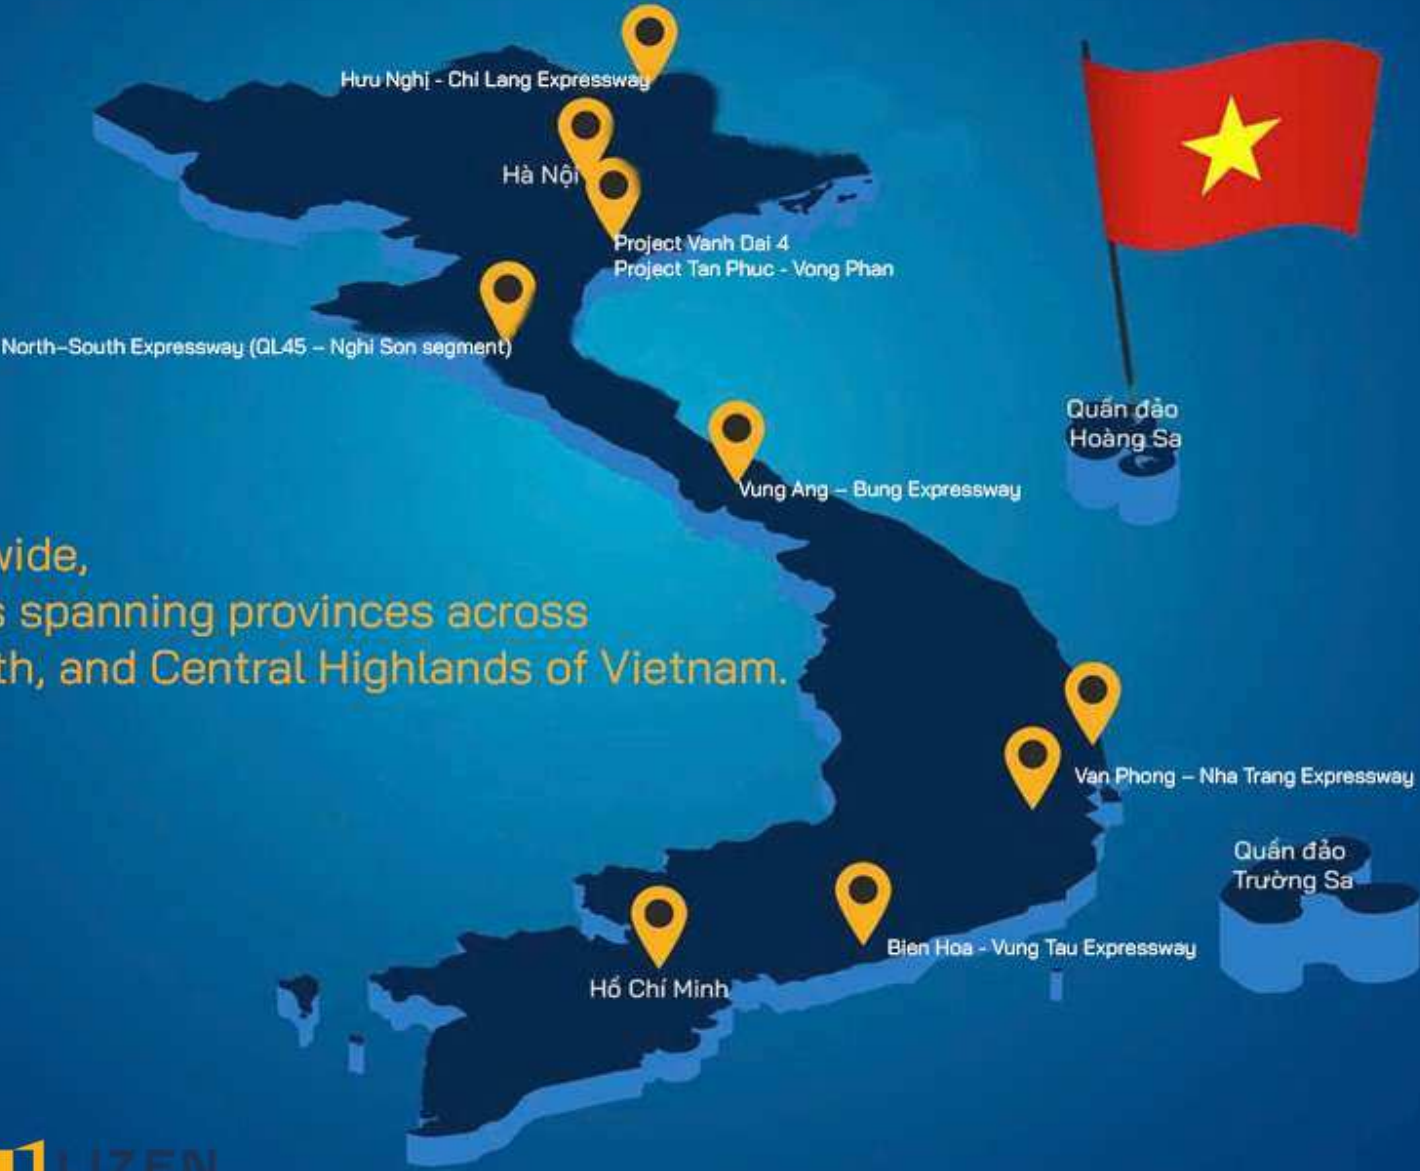 Hưu Nghị - Chi Lang Expressway
Hà Nội
Project Vanh Dai 4
Project Tan Phuc - Vong Phan
North–South Expressway (QL45 – Nghi Son segment)
Quần đảo
Hoàng Sa
Vung Ang – Bung Expressway
wide,
s spanning provinces across
th, and Central Highlands of Vietnam.
Van Phong – Nha Trang Expressway
Quần đảo
Trường Sa
Bien Hoa - Vung Tau Expressway
Hồ Chí Minh
LIZEN